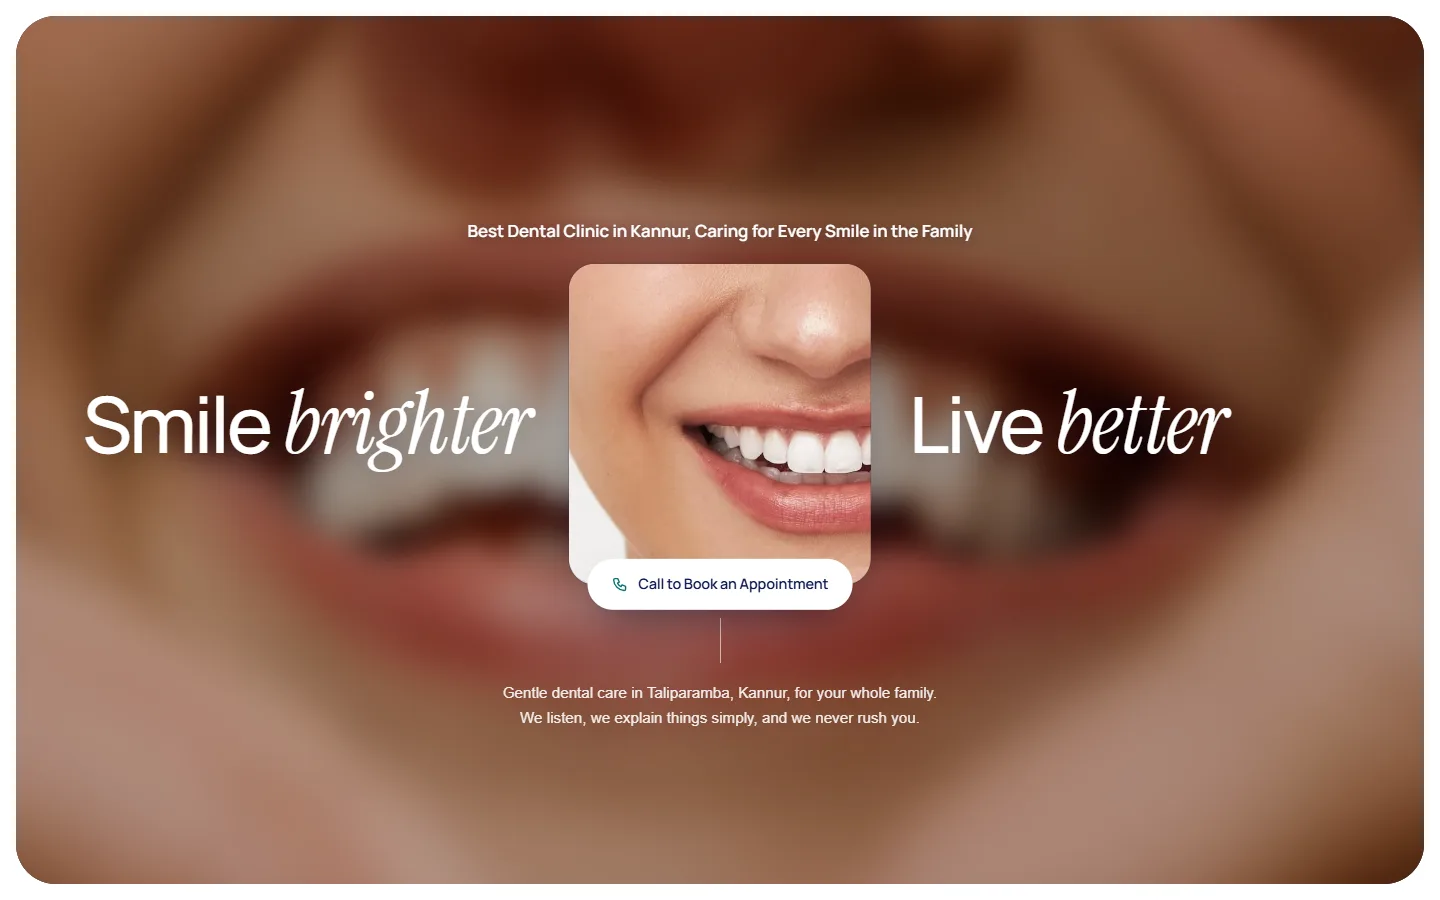 Best Dental Clinic in Kannur, Caring for Every Smile in the Family
Smile brighter
Live better
Call to Book an Appointment
Gentle dental care in Taliparamba, Kannur, for your whole family.
We listen, we explain things simply, and we never rush you.